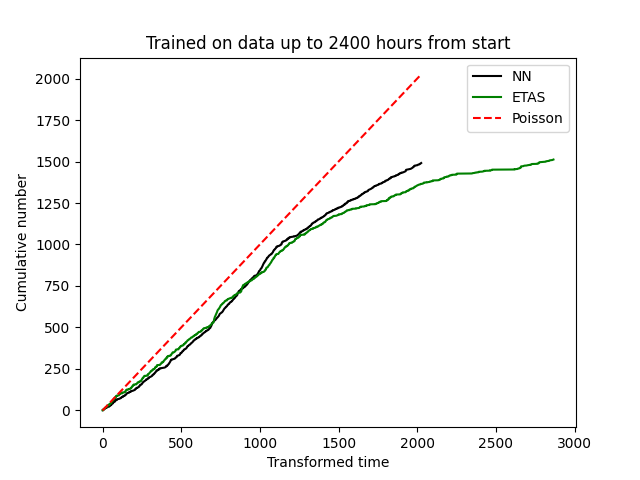 Trained on data up to 2400 hours from start
NN
ETAS
Poisson
2000
1750
1500
1250
1000
750
500
250
0
Cumulative number
0 500 1000 1500 2000 2500 3000
Transformed time